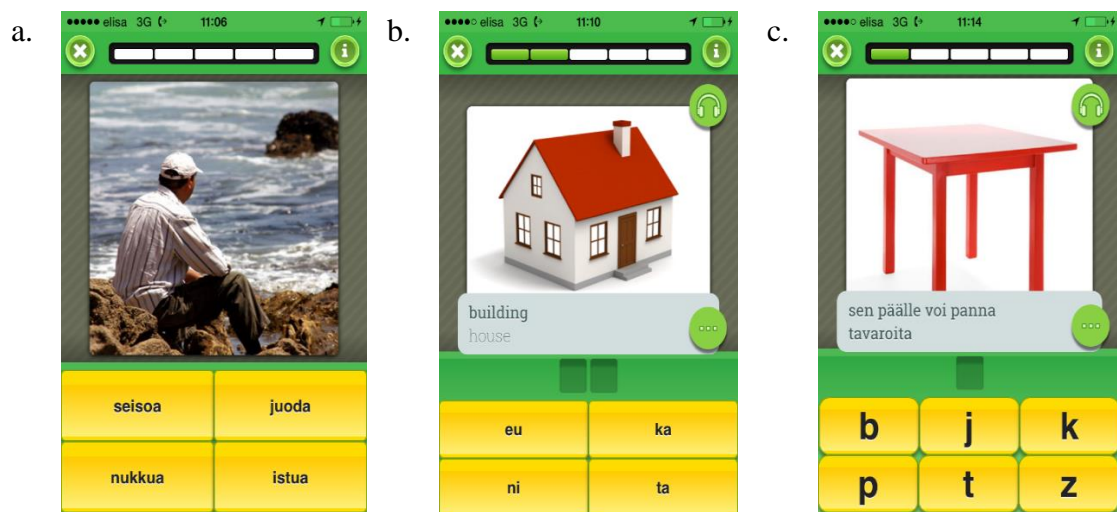 a.
elisa 3G 11:06
seisoa juoda
nukkua istua
b.
elisa 3G 11:10
i
building
house
eu ka
ni ta
c.
elisa 3G 11:14
i
sen päälle voi panna
tavaroita
b j k
p t z